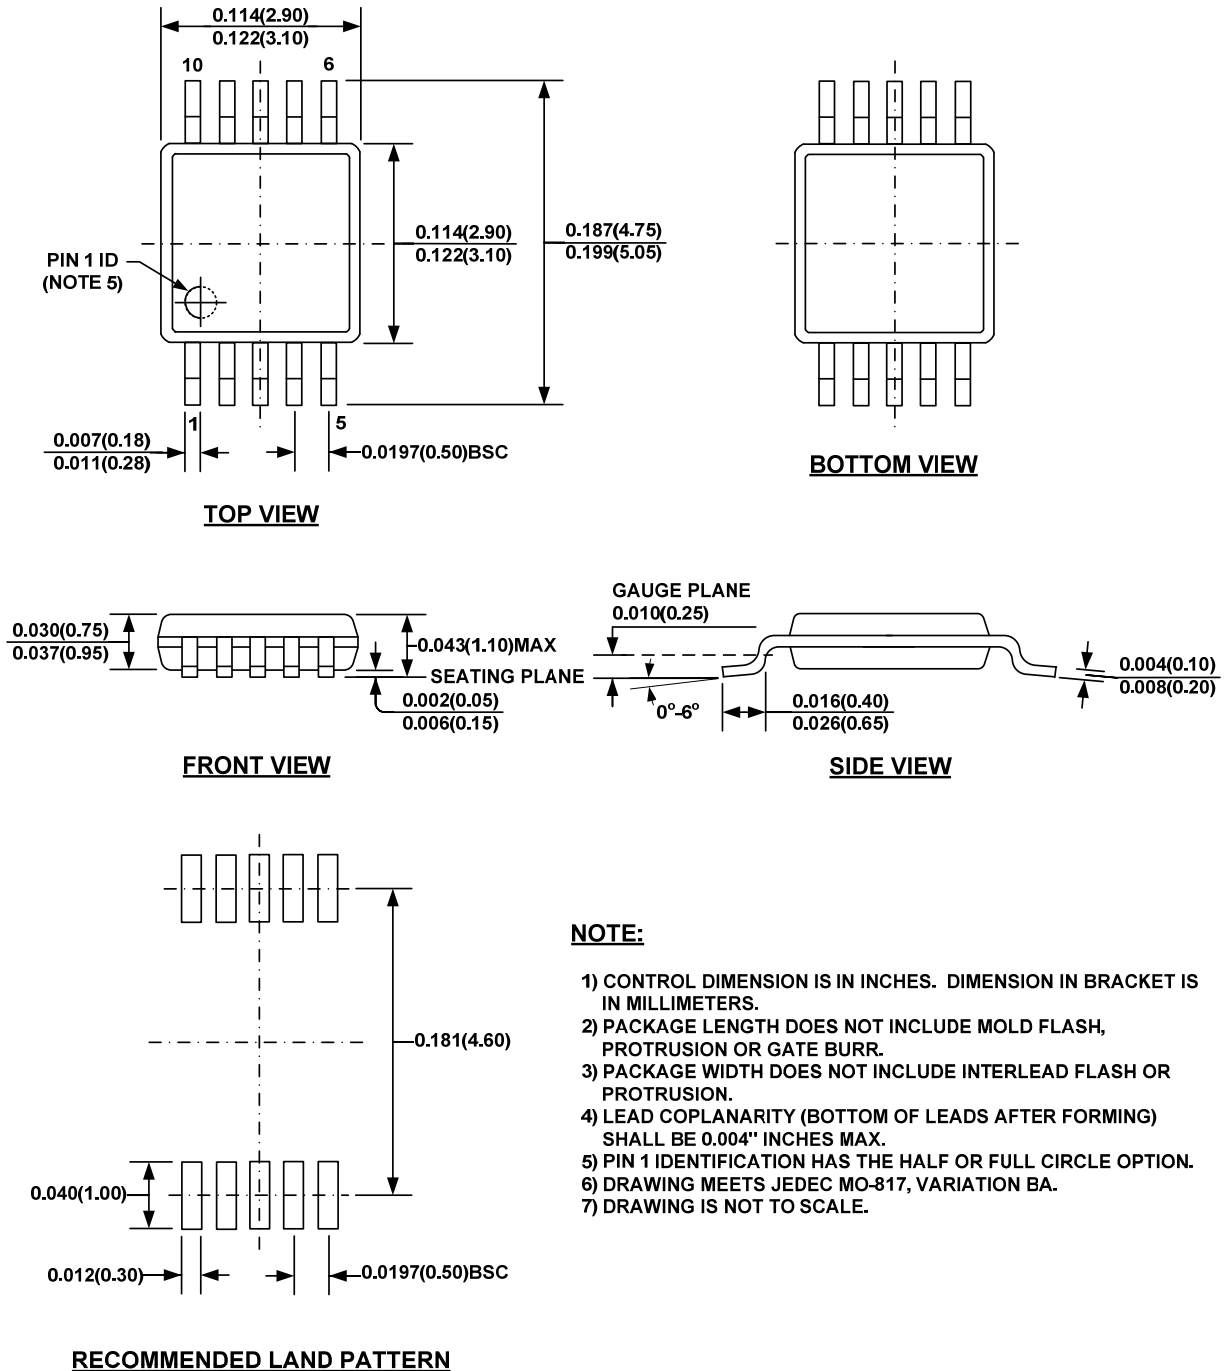 0.114(2.90)
0.122(3.10)
10
6
0.114(2.90)
0.122(3.10)
0.187(4.75)
0.199(5.05)
PIN 1 ID
(NOTE 5)
1
5
0.007(0.18)
0.011(0.28)
0.0197(0.50)BSC
TOP VIEW
BOTTOM VIEW
0.030(0.75)
0.037(0.95)
0.043(1.10)MAX
SEATING PLANE
0.002(0.05)
0.006(0.15)
FRONT VIEW
GAUGE PLANE
0.010(0.25)
0°-6°
0.016(0.40)
0.026(0.65)
0.004(0.10)
0.008(0.20)
SIDE VIEW
0.181(4.60)
0.040(1.00)
0.012(0.30)
0.0197(0.50)BSC
RECOMMENDED LAND PATTERN
NOTE:
1) CONTROL DIMENSION IS IN INCHES. DIMENSION IN BRACKET IS
IN MILLIMETERS.
2) PACKAGE LENGTH DOES NOT INCLUDE MOLD FLASH,
PROTRUSION OR GATE BURR.
3) PACKAGE WIDTH DOES NOT INCLUDE INTERLEAD FLASH OR
PROTRUSION.
4) LEAD COPLANARITY (BOTTOM OF LEADS AFTER FORMING)
SHALL BE 0.004" INCHES MAX.
5) PIN 1 IDENTIFICATION HAS THE HALF OR FULL CIRCLE OPTION.
6) DRAWING MEETS JEDEC MO-817, VARIATION BA.
7) DRAWING IS NOT TO SCALE.